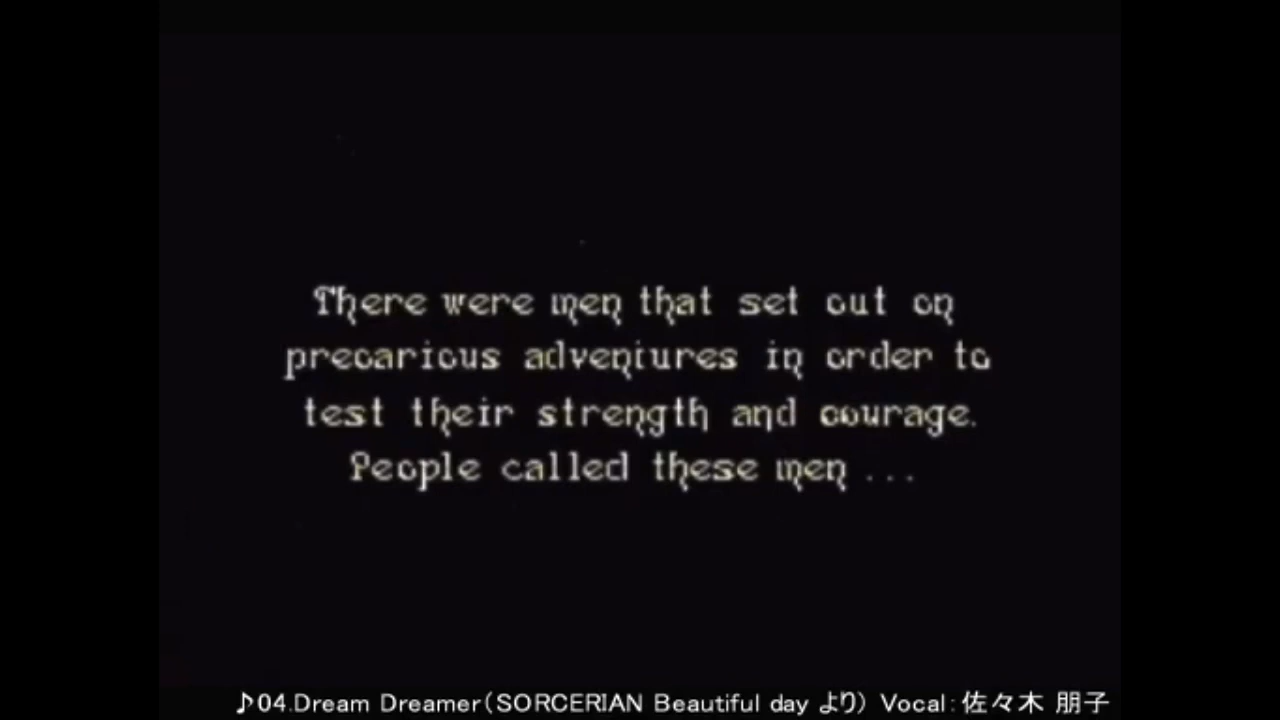 There were men that set out on
precarious adventures in order to
test their strength and courage.
People called these men ...
♪04.Dream Dreamer(SORCERIAN Beautiful day より) Vocal:佐々木 朋子